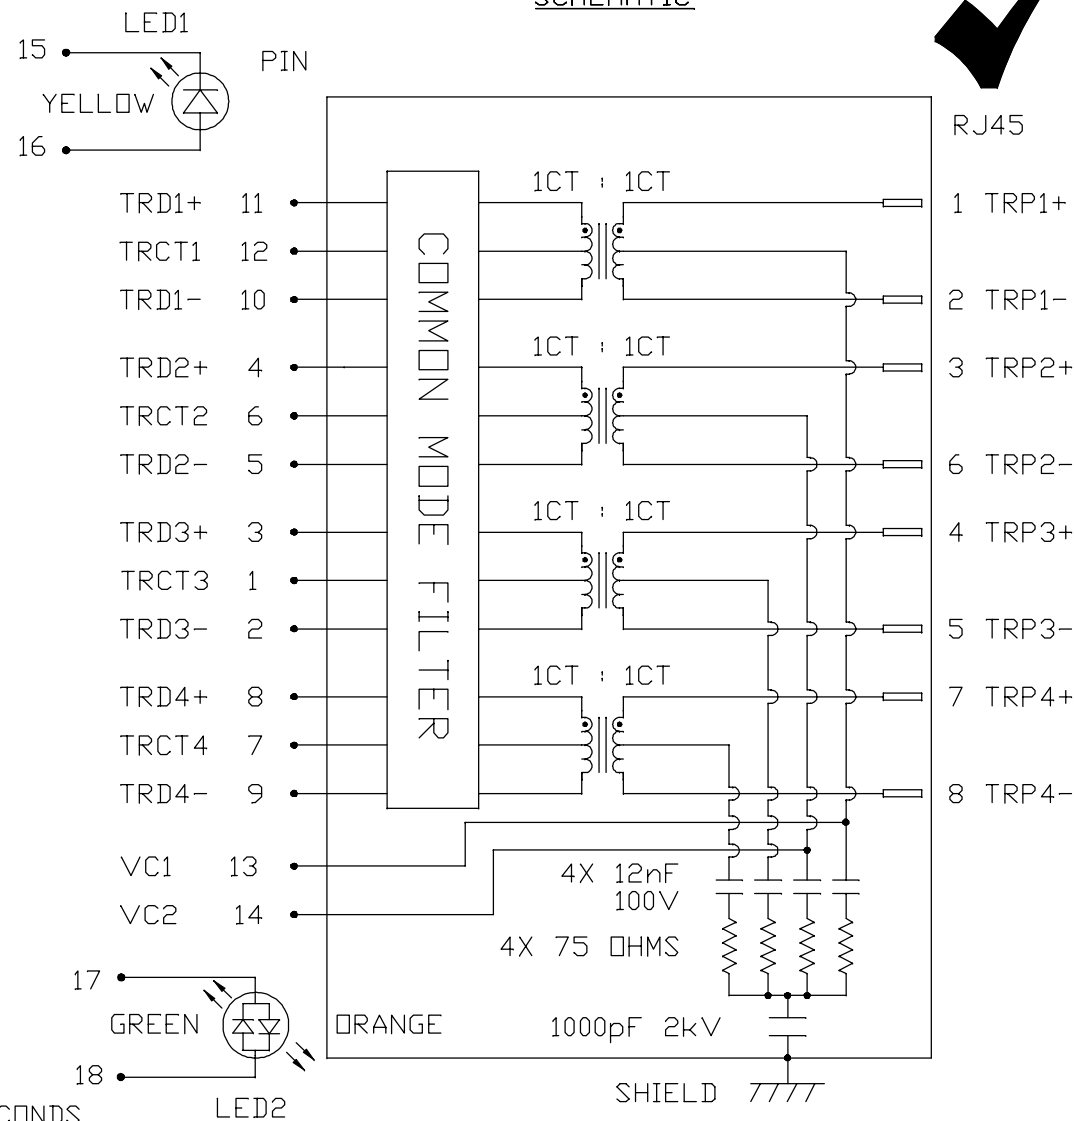 SCHEMATIC
LED1
15
PIN
YELLOW
16
RJ45
1CT : 1CT
TRD1+ 11
1 TRP1+
TRCT1 12
TRD1- 10
2 TRP1-
1CT : 1CT
TRD2+ 4
3 TRP2+
TRCT2 6
TRD2- 5
6 TRP2-
COMMON MODE FILTER
1CT : 1CT
TRD3+ 3
4 TRP3+
TRCT3 1
TRD3- 2
5 TRP3-
1CT : 1CT
TRD4+ 8
7 TRP4+
TRCT4 7
TRD4- 9
8 TRP4-
VC1 13
4X 12nF
100V
VC2 14
4X 75 OHMS
17
GREEN
ORANGE
1000pF 2kV
18
SHIELD
LED2
CONDS